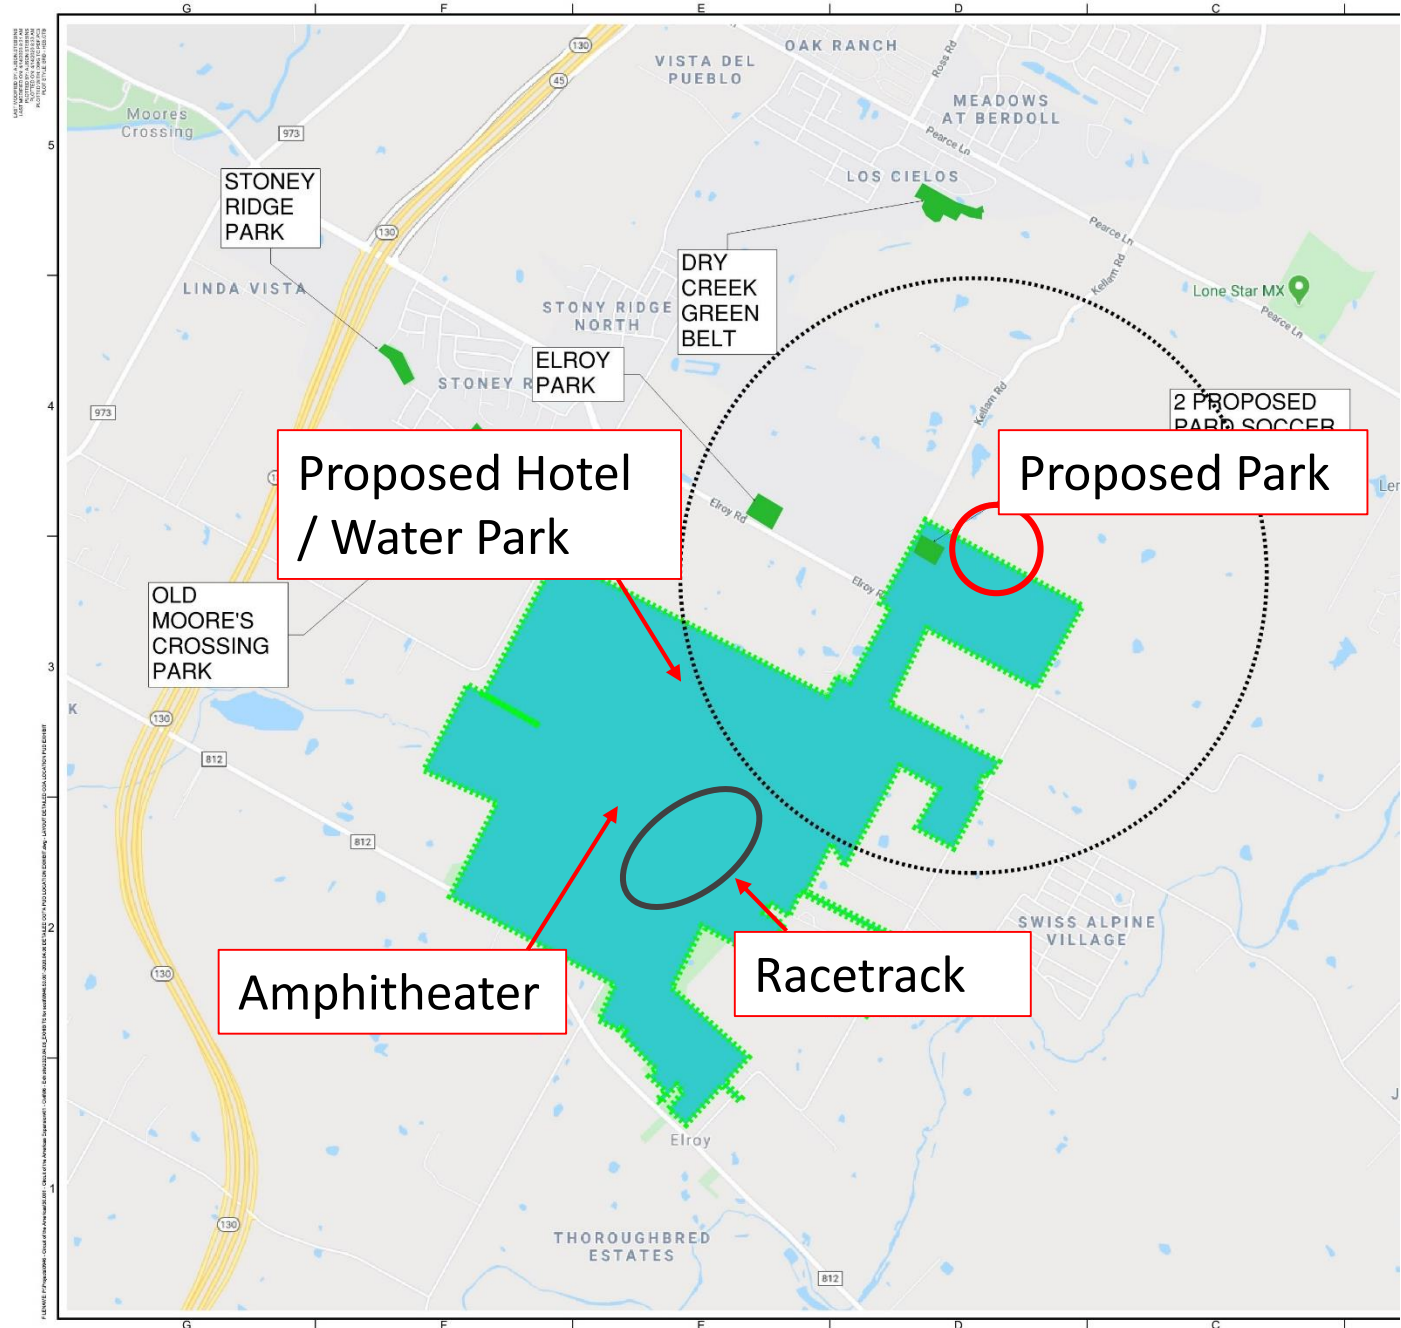 G
F
E
D
C
5
4
3
2
1
OAK RANCH
VISTA DEL
PUEBLO
Ross Rd
MEADOWS
AT BERDOLL
Pearce Ln
130
45
Moores
Crossing
973
LOS CIELOS
STONEY
RIDGE
PARK
130
Pearce Ln
Kellam Rd
DRY
CREEK
GREEN
BELT
LINDA VISTA
STONY RIDGE
NORTH
Lone Star MX
Pearce Ln
ELROY
PARK
STONEY R
Kellam Rd
973
2 PROPOSED
PARD SOCCER
Proposed Hotel
/ Water Park
Proposed Park
Elroy Rd
Elroy R
OLD
MOORE'S
CROSSING
PARK
K
130
812
812
SWISS ALPINE
VILLAGE
Amphitheater
Racetrack
130
Elroy
130
THOROUGHBRED
ESTATES
812
G
F
E
D
C